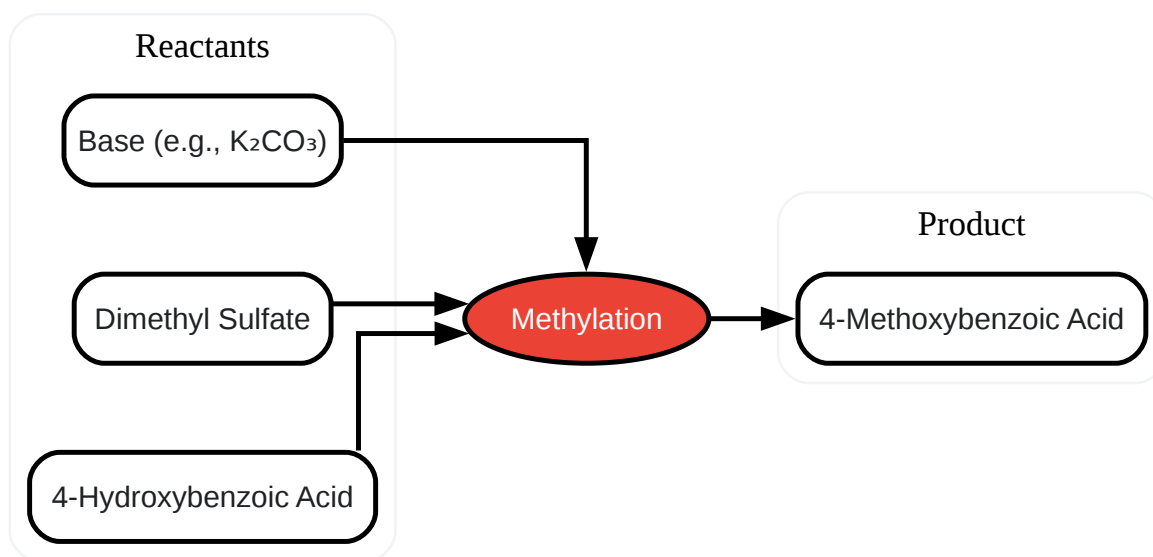 Reactants
Base (e.g., K₂CO₃)
Dimethyl Sulfate
4-Hydroxybenzoic Acid
Methylation
Product
4-Methoxybenzoic Acid